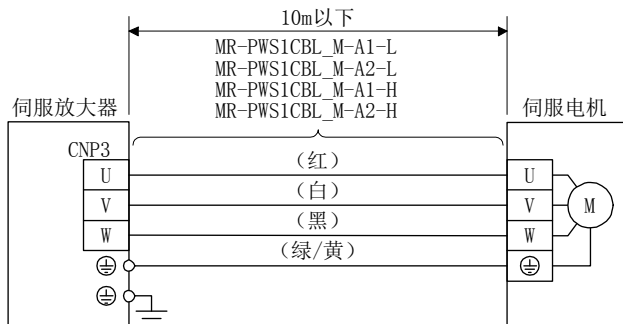 10m以下
MR-PWS1CBL_M-A1-L
MR-PWS1CBL_M-A2-L
MR-PWS1CBL_M-A1-H
MR-PWS1CBL_M-A2-H
伺服放大器
伺服电机
CNP3
U
(红)
U
V
(白)
V
M
W
(黑)
W
(绿/黄)